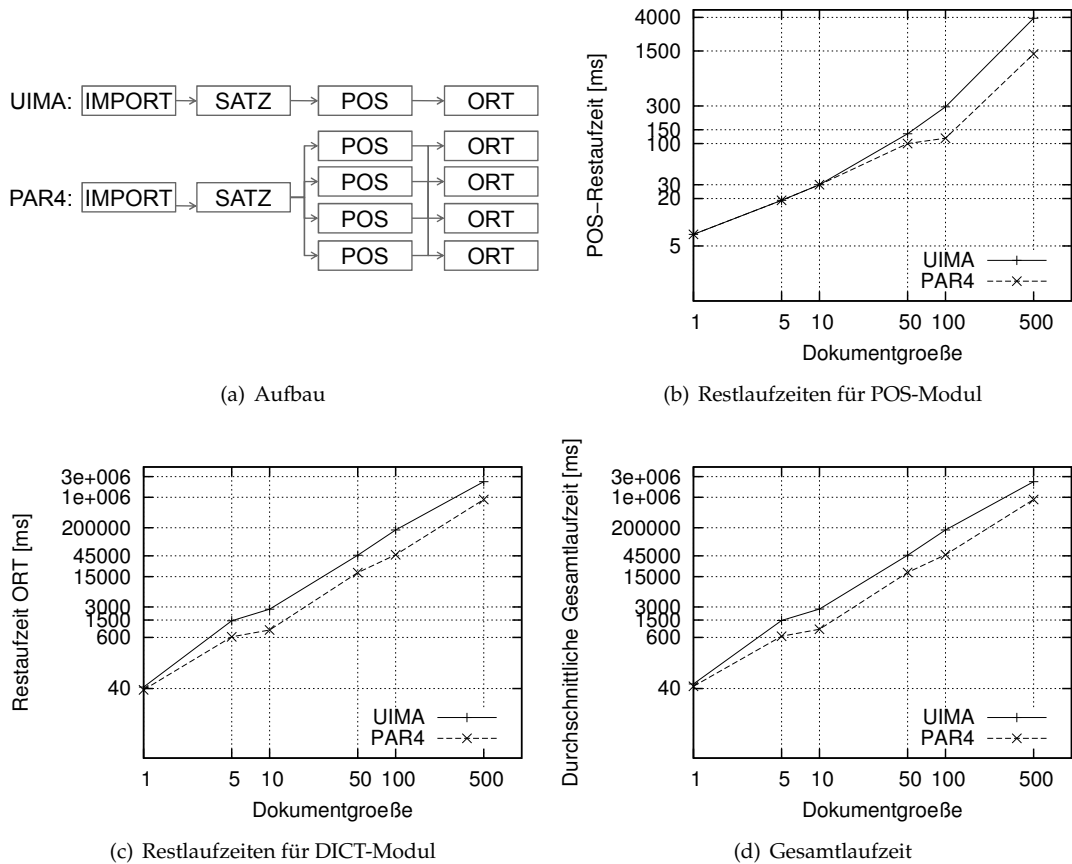 UIMA: IMPORT SATZ POS ORT
POS ORT
POS ORT
PAR4: IMPORT SATZ
POS ORT
POS ORT
(a) Aufbau
POS−Restaufzeit [ms]
4000
1500
300
150
100
30
20
5
UIMA
PAR4
1 5 10 50 100 500
Dokumentgroeße
(b) Restlaufzeiten für POS-Modul
Restaufzeit ORT [ms]
3e+006
1e+006
200000
45000
15000
3000
1500
600
40
UIMA
PAR4
1 5 10 50 100 500
Dokumentgroeße
(c) Restlaufzeiten für DICT-Modul
Durchschnittliche Gesamtlaufzeit [ms]
3e+006
1e+006
200000
45000
15000
3000
1500
600
40
UIMA
PAR4
1 5 10 50 100 500
Dokumentgroeße
(d) Gesamtlaufzeit